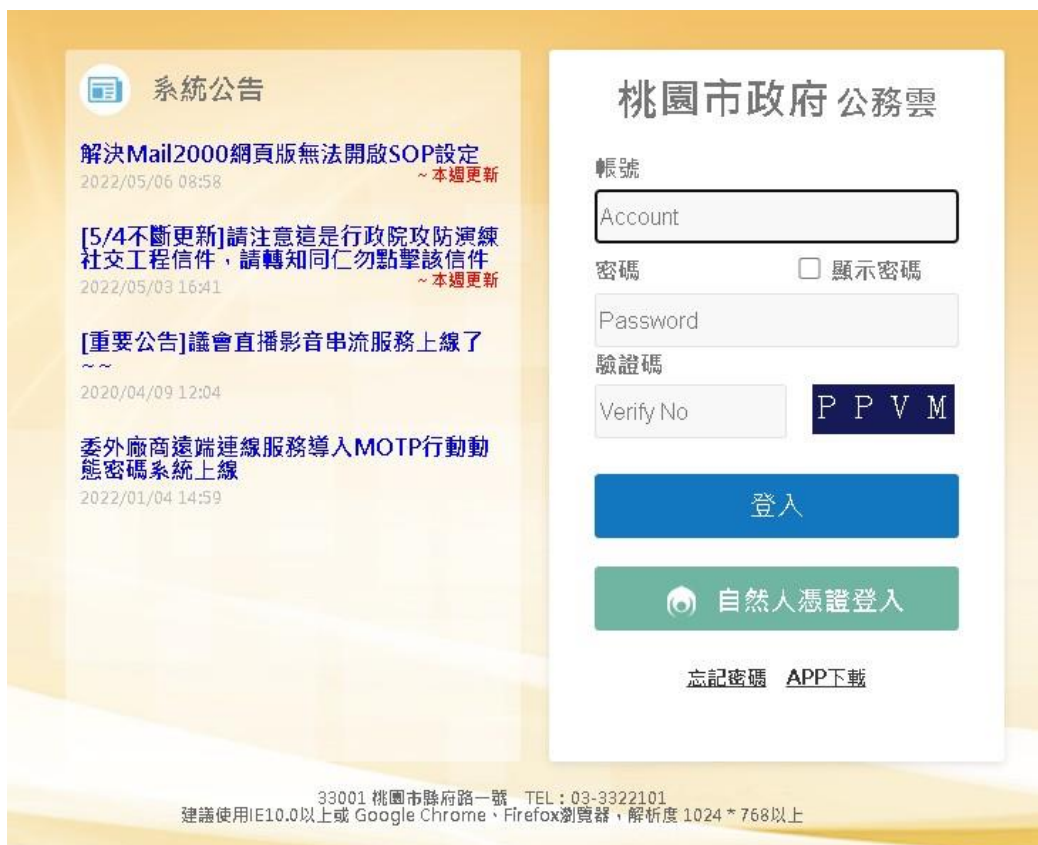 系統公告
解決Mail2000網頁版無法開啟SOP設定
~本週更新
2022/05/06 08:58
[5/4不斷更新]請注意這是行政院攻防演練
社交工程信件，請轉知同仁勿點擊該信件
~本週更新
2022/05/03 16:41
[重要公告]議會直播影音串流服務上線了
~~
2020/04/09 12:04
委外廠商遠端連線服務導入MOTP行動動
態密碼系統上線
2022/01/04 14:59
桃園市政府 公務雲
帳號
Account
密碼 顯示密碼
Password
驗證碼
Verify No P P V M
登入
自然人憑證登入
忘記密碼 APP下載
33001 桃園市縣府路一號 TEL：03-3322101
建議使用IE10.0以上或 Google Chrome、Firefox瀏覽器，解析度 1024 * 768以上